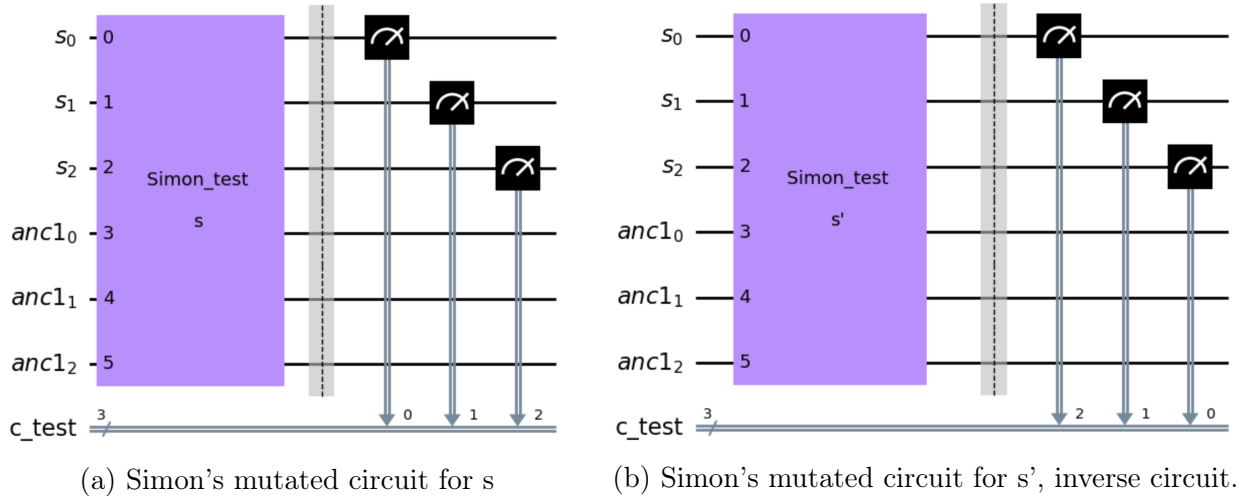 s0 0
s1 1
s2 2
Simon_test
s
anc10 3
anc11 4
anc12 5
3
0 1 2
c_test
(a) Simon's mutated circuit for s
s0 0
s1 1
s2 2
Simon_test
s'
anc10 3
anc11 4
anc12 5
3
2 1 0
c_test
(b) Simon's mutated circuit for s', inverse circuit.